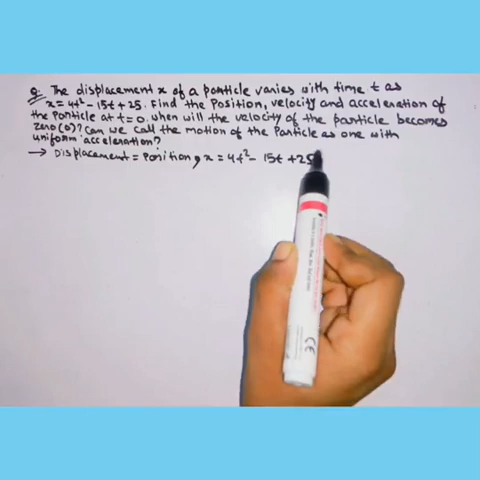 Q. The displacement x of a particle varies with time t as
x = 4t² - 15t + 25. Find the position, velocity and acceleration of
the particle at t=0. When will the velocity of the particle becomes
zero(0)? Can we call the motion of the particle as one with
uniform acceleration?
→ Displacement = Position, x = 4t² - 15t + 25
CE